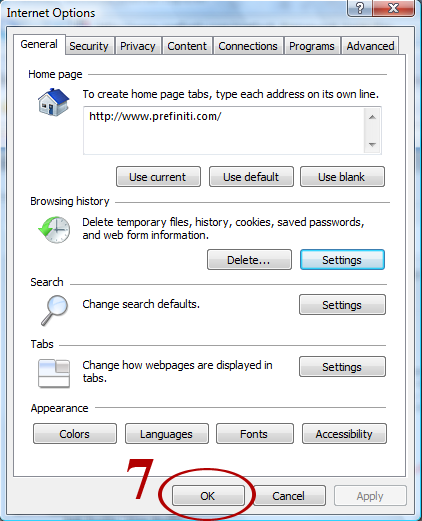 Internet Options
General Security Privacy Content Connections Programs Advanced
Home page
To create home page tabs, type each address on its own line.
http://www.prefiniti.com/
Use current Use default Use blank
Browsing history
Delete temporary files, history, cookies, saved passwords,
and web form information.
Delete... Settings
Search
Change search defaults. Settings
Tabs
Change how webpages are displayed in
tabs.
Settings
Appearance
Colors Languages Fonts Accessibility
7
OK Cancel Apply